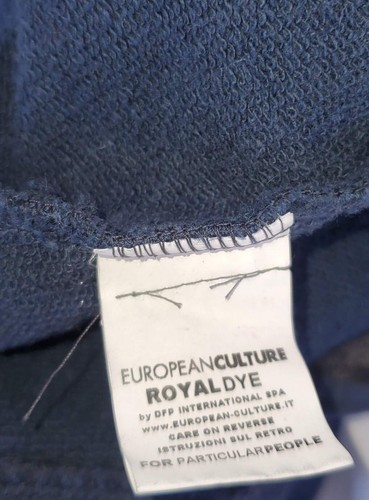 EUROPEANCULTURE
ROYALDYE
by DFP INTERNATIONAL SPA
WWW.EUROPEAN-CULTURE.IT
CARE ON REVERSE
ISTRUZIONI SUL RETRO
FOR PARTICULARPEOPLE